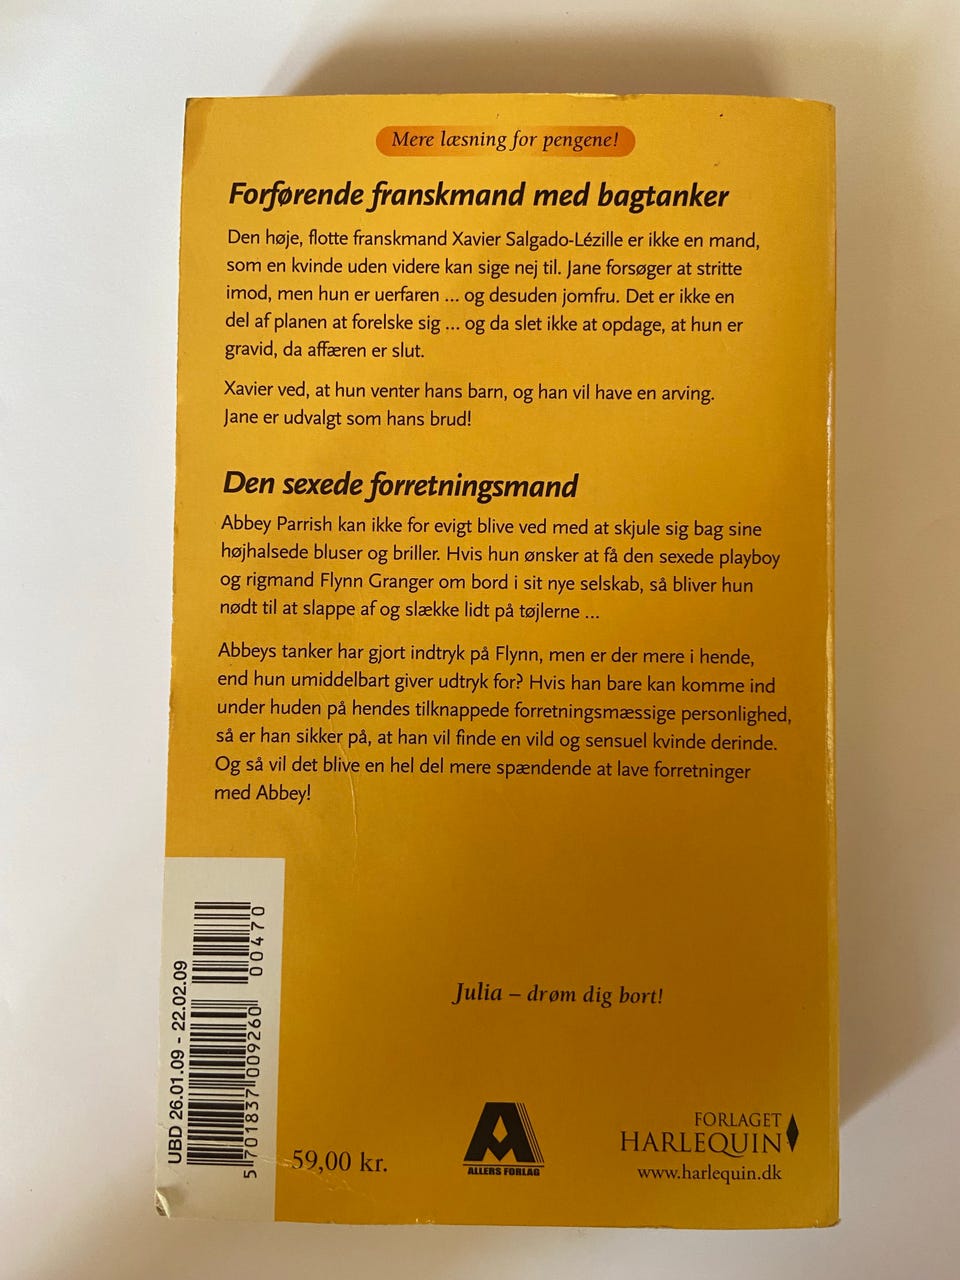 Mere læsning for pengene!
Forførende franskmand med bagtanker
Den høje, flotte franskmand Xavier Salgado-Lézille er ikke en mand,
som en kvinde uden videre kan sige nej til. Jane forsøger at stritte
imod, men hun er uerfaren ... og desuden jomfru. Det er ikke en
del af planen at forelske sig ... og da slet ikke at opdage, at hun er
gravid, da affæren er slut.
Xavier ved, at hun venter hans barn, og han vil have en arving.
Jane er udvalgt som hans brud!
Den sexede forretningsmand
Abbey Parrish kan ikke for evigt blive ved med at skjule sig bag sine
højhalsede bluser og briller. Hvis hun ønsker at få den sexede playboy
og rigmand Flynn Granger om bord i sit nye selskab, så bliver hun
nødt til at slappe af og slække lidt på tøjlerne ...
Abbeys tanker har gjort indtryk på Flynn, men er der mere i hende,
end hun umiddelbart giver udtryk for? Hvis han bare kan komme ind
under huden på hendes tilknappede forretningsmæssige personlighed,
så er han sikker på, at han vil finde en vild og sensuel kvinde derinde.
Og så vil det blive en hel del mere spændende at lave forretninger
med Abbey!
Julia – drøm dig bort!
UBD 26.01.09 - 22.02.09
5 701837 009260
00470
59,00 kr.
ALLERS FORLAG
FORLAGET
HARLEQUIN
www.harlequin.dk